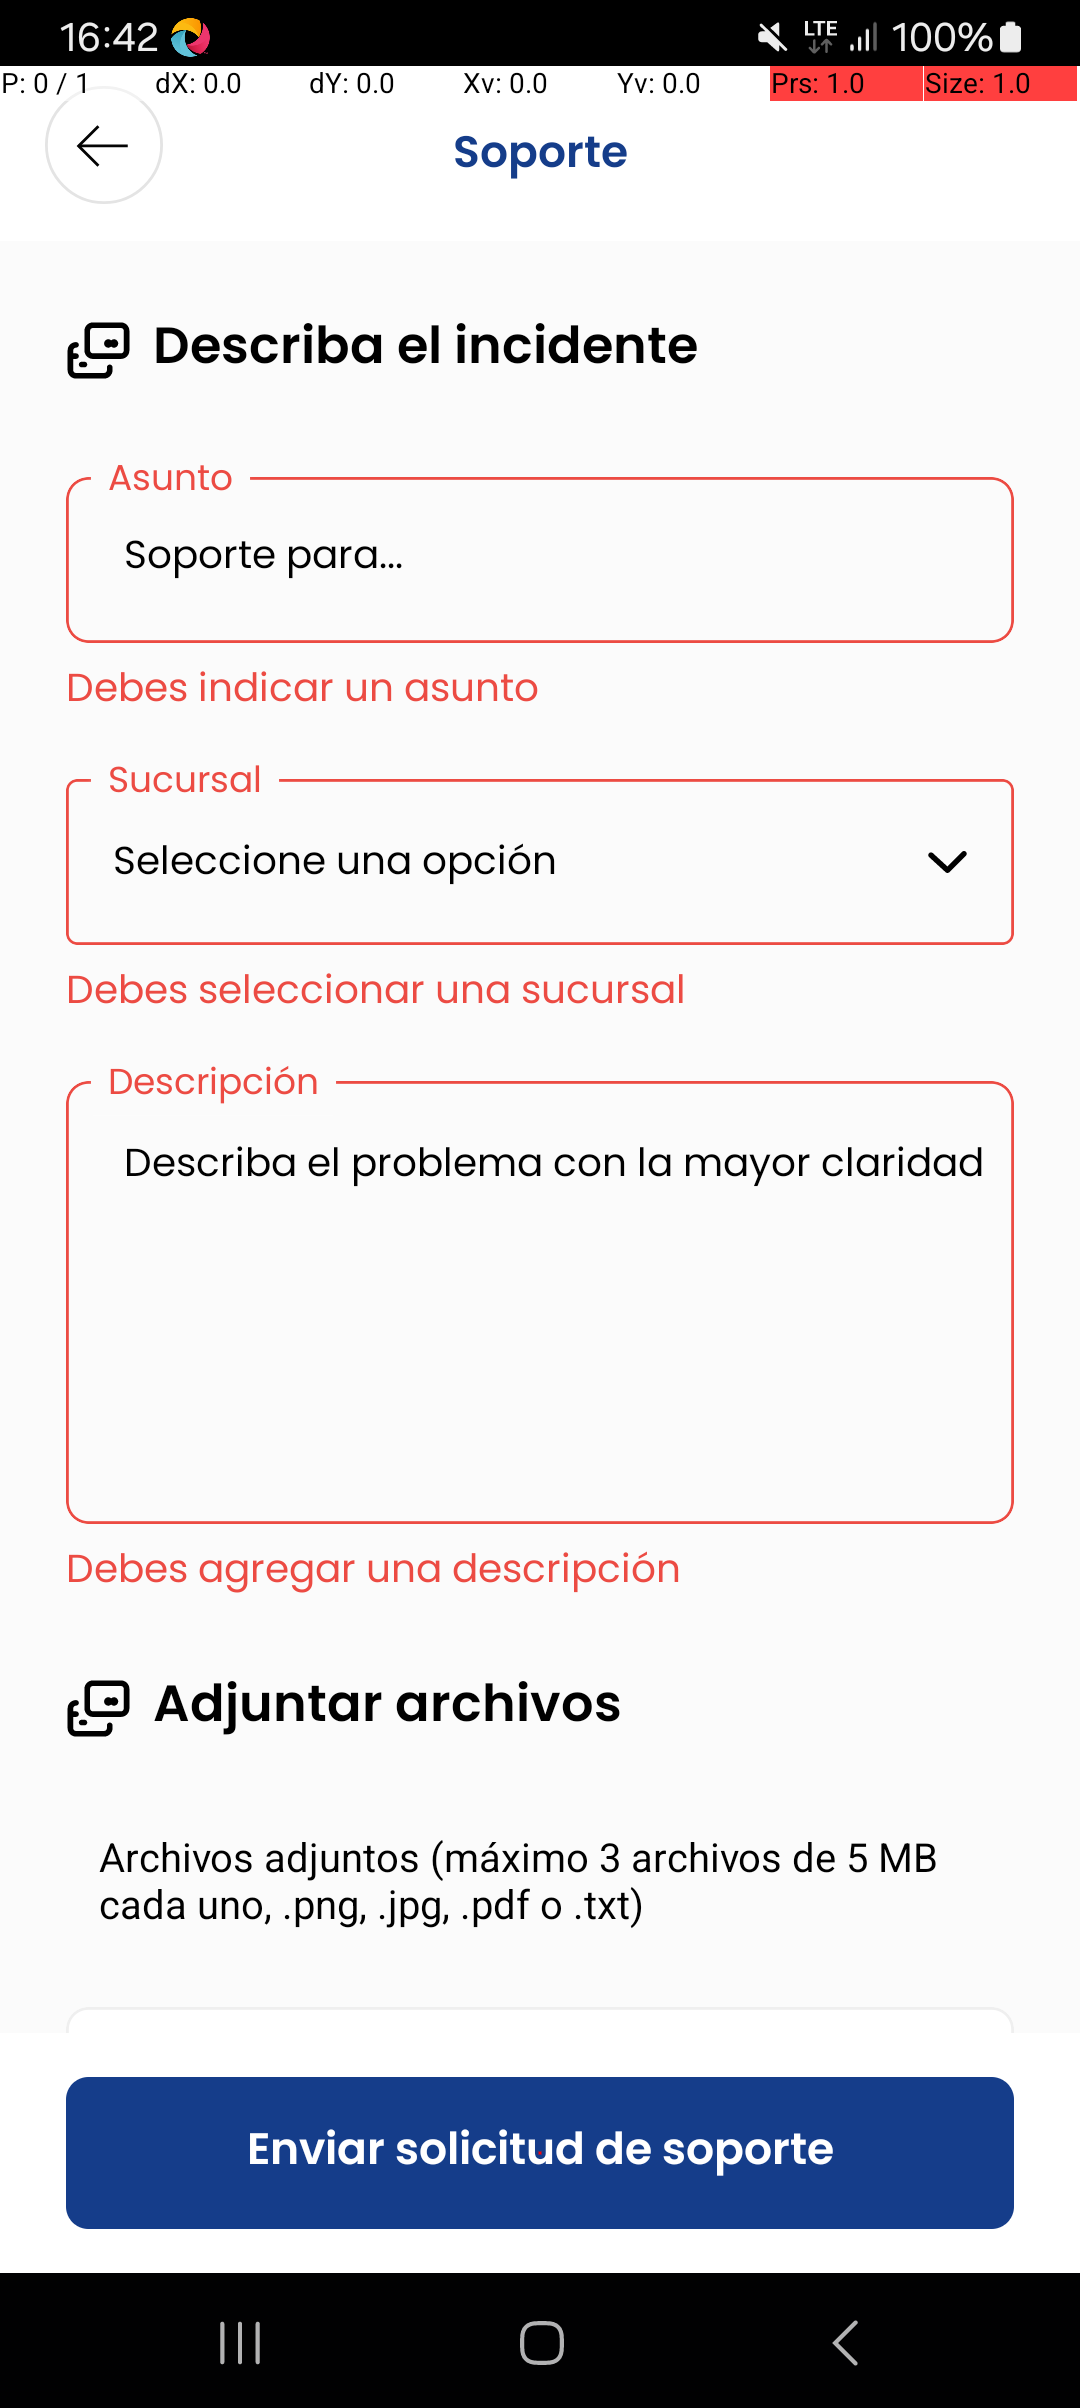 16:42 LTE 100%
P: 0 / 1 dX: 0.0 dY: 0.0 Xv: 0.0 Yv: 0.0 Prs: 1.0 Size: 1.0
Soporte
Describa el incidente
Asunto
Soporte para...
Debes indicar un asunto
Sucursal
Seleccione una opción
Debes seleccionar una sucursal
Descripción
Describa el problema con la mayor claridad
Debes agregar una descripción
Adjuntar archivos
Archivos adjuntos (máximo 3 archivos de 5 MB
cada uno, .png, .jpg, .pdf o .txt)
Enviar solicitud de soporte